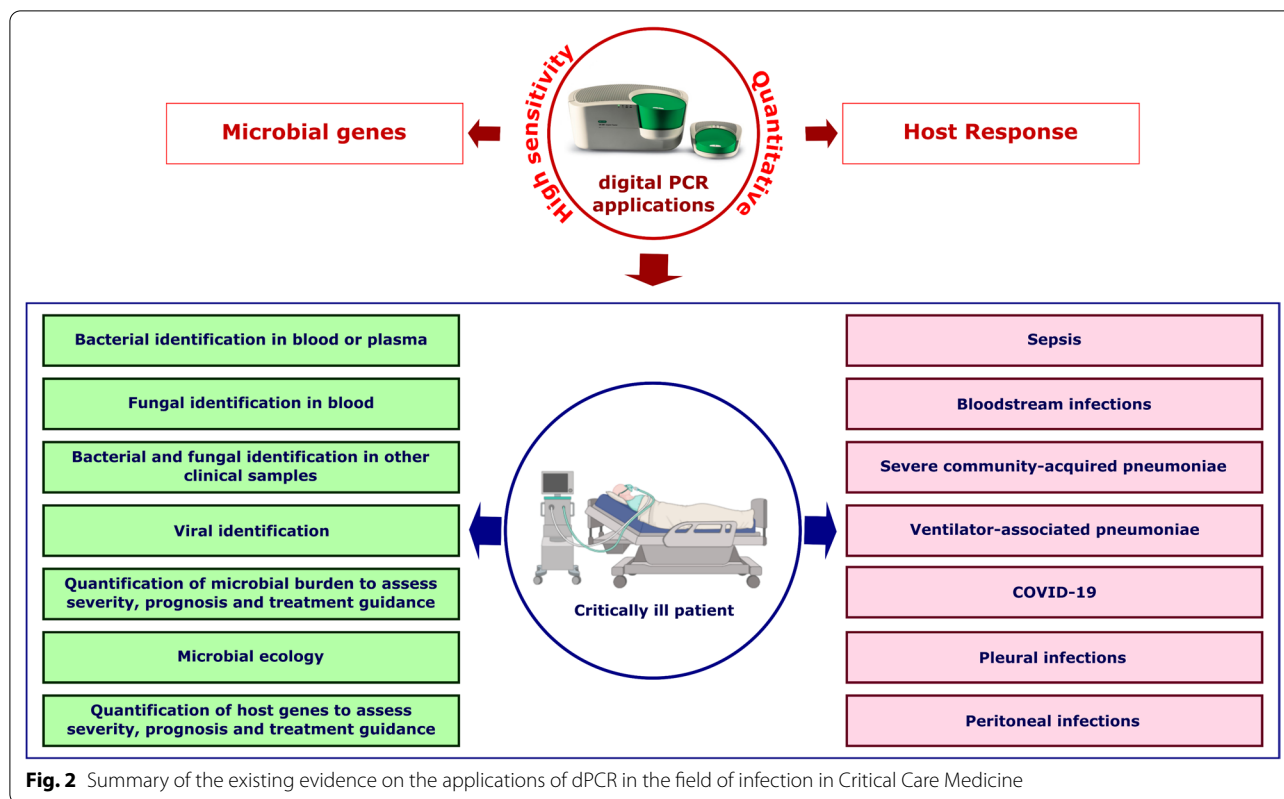 High sensitivity
Quantitative
Microbial genes
digital PCR
applications
Host Response
Bacterial identification in blood or plasma
Fungal identification in blood
Bacterial and fungal identification in other
clinical samples
Viral identification
Quantification of microbial burden to assess
severity, prognosis and treatment guidance
Microbial ecology
Quantification of host genes to assess
severity, prognosis and treatment guidance
Critically ill patient
Sepsis
Bloodstream infections
Severe community-acquired pneumoniae
Ventilator-associated pneumoniae
COVID-19
Pleural infections
Peritoneal infections
Fig. 2 Summary of the existing evidence on the applications of dPCR in the field of infection in Critical Care Medicine